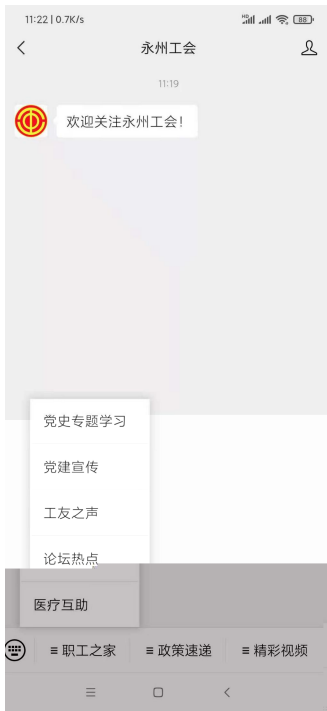 11:22 | 0.7K/s
HD
88
永州工会
11:19
欢迎关注永州工会！
党史专题学习
党建宣传
工友之声
论坛热点
医疗互助
≡ 职工之家
≡ 政策速递
≡ 精彩视频